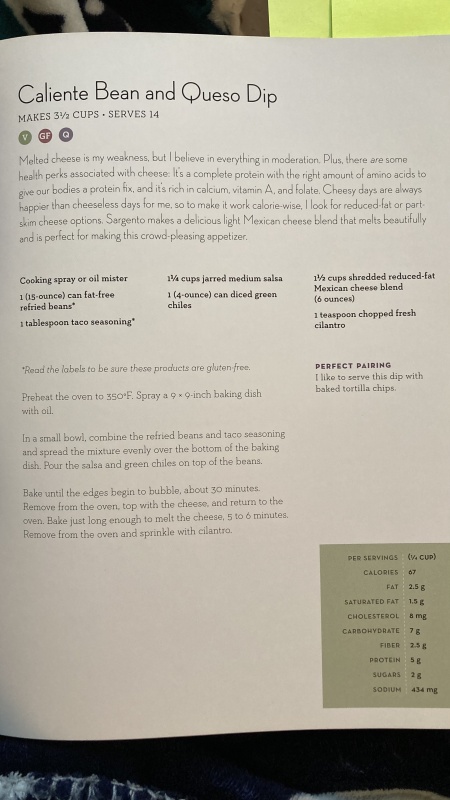 Caliente Bean and Queso Dip
MAKES 3½ CUPS • SERVES 14
V GF Q
Melted cheese is my weakness, but I believe in everything in moderation. Plus, there are some
health perks associated with cheese: It's a complete protein with the right amount of amino acids to
give our bodies a protein fix, and it's rich in calcium, vitamin A, and folate. Cheesy days are always
happier than cheeseless days for me, so to make it work calorie-wise, I look for reduced-fat or part-
skim cheese options. Sargento makes a delicious light Mexican cheese blend that melts beautifully
and is perfect for making this crowd-pleasing appetizer.
Cooking spray or oil mister
1 (15-ounce) can fat-free
refried beans*
1 tablespoon taco seasoning*
1¼ cups jarred medium salsa
1 (4-ounce) can diced green
chiles
1½ cups shredded reduced-fat
Mexican cheese blend
(6 ounces)
1 teaspoon chopped fresh
cilantro
*Read the labels to be sure these products are gluten-free.
Preheat the oven to 350°F. Spray a 9 × 9-inch baking dish
with oil.
In a small bowl, combine the refried beans and taco seasoning
and spread the mixture evenly over the bottom of the baking
dish. Pour the salsa and green chiles on top of the beans.
Bake until the edges begin to bubble, about 30 minutes.
Remove from the oven, top with the cheese, and return to the
oven. Bake just long enough to melt the cheese, 5 to 6 minutes.
Remove from the oven and sprinkle with cilantro.
PERFECT PAIRING
I like to serve this dip with
baked tortilla chips.
PER SERVINGS (¼ CUP)
CALORIES 67
FAT 2.5 g
SATURATED FAT 1.5 g
CHOLESTEROL 8 mg
CARBOHYDRATE 7 g
FIBER 2.5 g
PROTEIN 5 g
SUGARS 2 g
SODIUM 434 mg